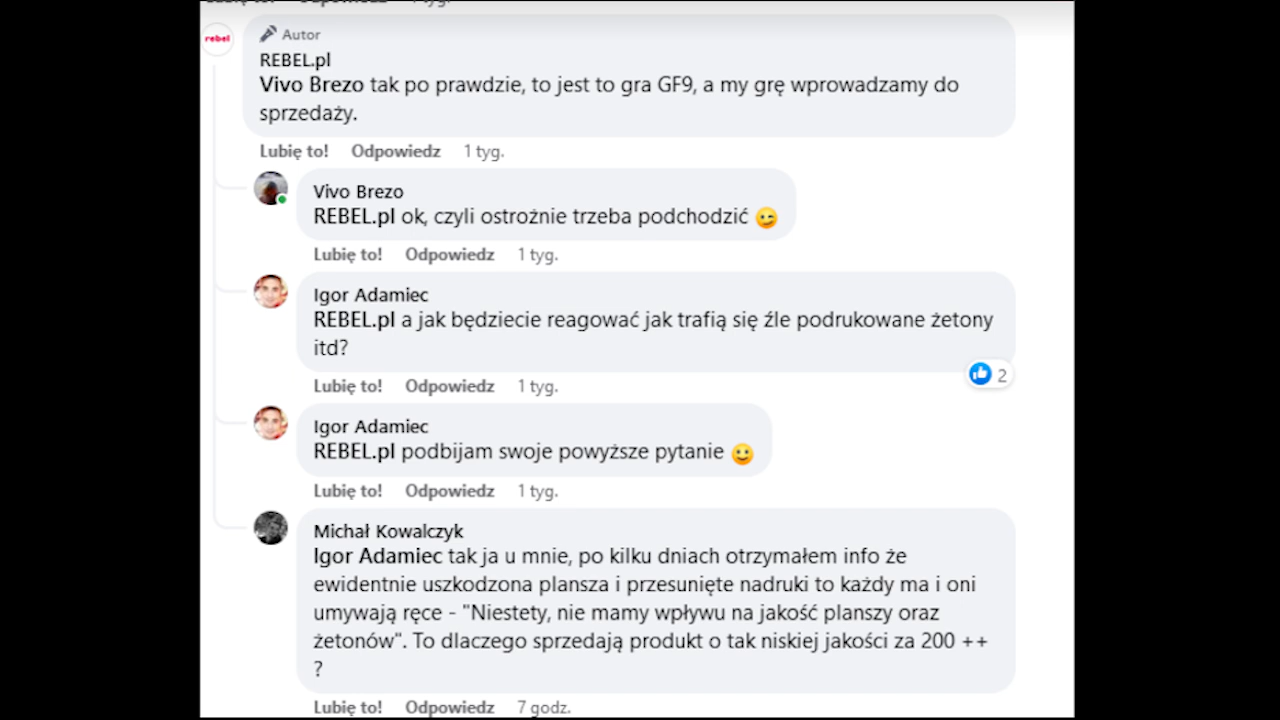 Lubię to! Odpowiedz 1 tyg.
rebel
Autor
REBEL.pl
Vivo Brezo tak po prawdzie, to jest to gra GF9, a my grę wprowadzamy do
sprzedaży.
Lubię to! Odpowiedz 1 tyg.
Vivo Brezo
REBEL.pl ok, czyli ostrożnie trzeba podchodzić 😉
Lubię to! Odpowiedz 1 tyg.
Igor Adamiec
REBEL.pl a jak będziecie reagować jak trafią się źle podrukowane żetony
itd?
2
Lubię to! Odpowiedz 1 tyg.
Igor Adamiec
REBEL.pl podbijam swoje powyższe pytanie 🙂
Lubię to! Odpowiedz 1 tyg.
Michał Kowalczyk
Igor Adamiec tak ja u mnie, po kilku dniach otrzymałem info że
ewidentnie uszkodzona plansza i przesunięte nadruki to każdy ma i oni
umywają ręce - "Niestety, nie mamy wpływu na jakość planszy oraz
żetonów". To dlaczego sprzedają produkt o tak niskiej jakości za 200 ++
?
Lubię to! Odpowiedz 7 godz.